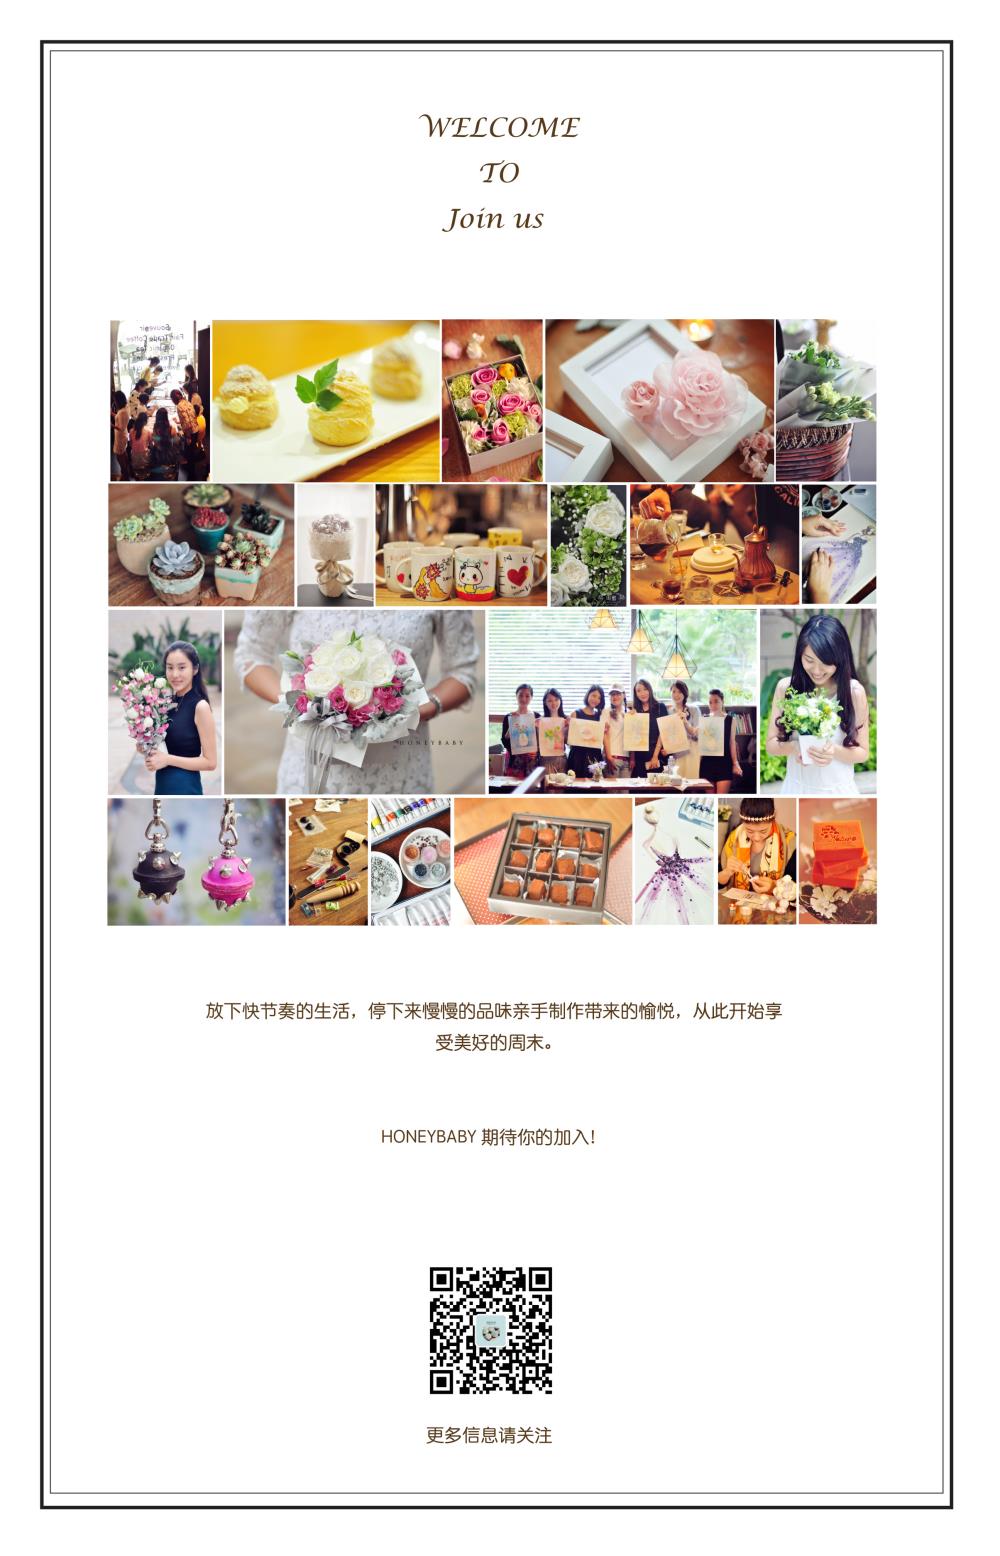 WELCOME
TO
Join us
HONEYBABY
放下快节奏的生活，停下来慢慢的品味亲手制作带来的愉悦，从此开始享
受美好的周末。
HONEYBABY 期待你的加入！
更多信息请关注